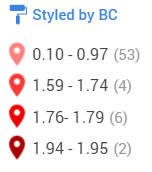 Styled by BC
0.10 - 0.97 (53)
1.59 - 1.74 (4)
1.76- 1.79 (6)
1.94 - 1.95 (2)